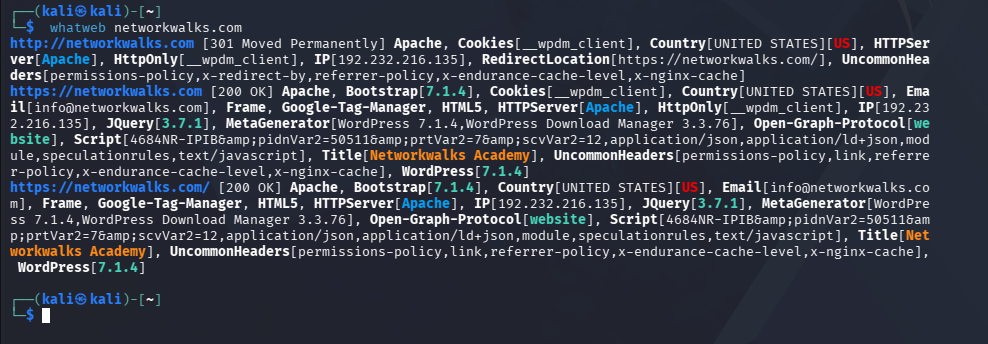 ┌──(kali㉿kali)-[~]
└─$ whatweb networkwalks.com
http://networkwalks.com [301 Moved Permanently] Apache, Cookies[__wpdm_client], Country[UNITED STATES][US], HTTPSer
ver[Apache], HttpOnly[__wpdm_client], IP[192.232.216.135], RedirectLocation[https://networkwalks.com/], UncommonHea
ders[permissions-policy,x-redirect-by,referrer-policy,x-endurance-cache-level,x-nginx-cache]
https://networkwalks.com [200 OK] Apache, Bootstrap[7.1.4], Cookies[__wpdm_client], Country[UNITED STATES][US], Ema
il[info@networkwalks.com], Frame, Google-Tag-Manager, HTML5, HTTPServer[Apache], HttpOnly[__wpdm_client], IP[192.23
2.216.135], JQuery[3.7.1], MetaGenerator[WordPress 7.1.4,WordPress Download Manager 3.3.76], Open-Graph-Protocol[we
bsite], Script[4684NR-IPIB&amp;pidnVar2=50511&amp;prtVar2=7&amp;scvVar2=12,application/json,application/ld+json,mod
ule,speculationrules,text/javascript], Title[Networkwalks Academy], UncommonHeaders[permissions-policy,link,referre
r-policy,x-endurance-cache-level,x-nginx-cache], WordPress[7.1.4]
https://networkwalks.com/ [200 OK] Apache, Bootstrap[7.1.4], Country[UNITED STATES][US], Email[info@networkwalks.co
m], Frame, Google-Tag-Manager, HTML5, HTTPServer[Apache], IP[192.232.216.135], JQuery[3.7.1], MetaGenerator[WordPre
ss 7.1.4,WordPress Download Manager 3.3.76], Open-Graph-Protocol[website], Script[4684NR-IPIB&amp;pidnVar2=50511&am
p;prtVar2=7&amp;scvVar2=12,application/json,application/ld+json,module,speculationrules,text/javascript], Title[Net
workwalks Academy], UncommonHeaders[permissions-policy,link,referrer-policy,x-endurance-cache-level,x-nginx-cache],
WordPress[7.1.4]
┌──(kali㉿kali)-[~]
└─$